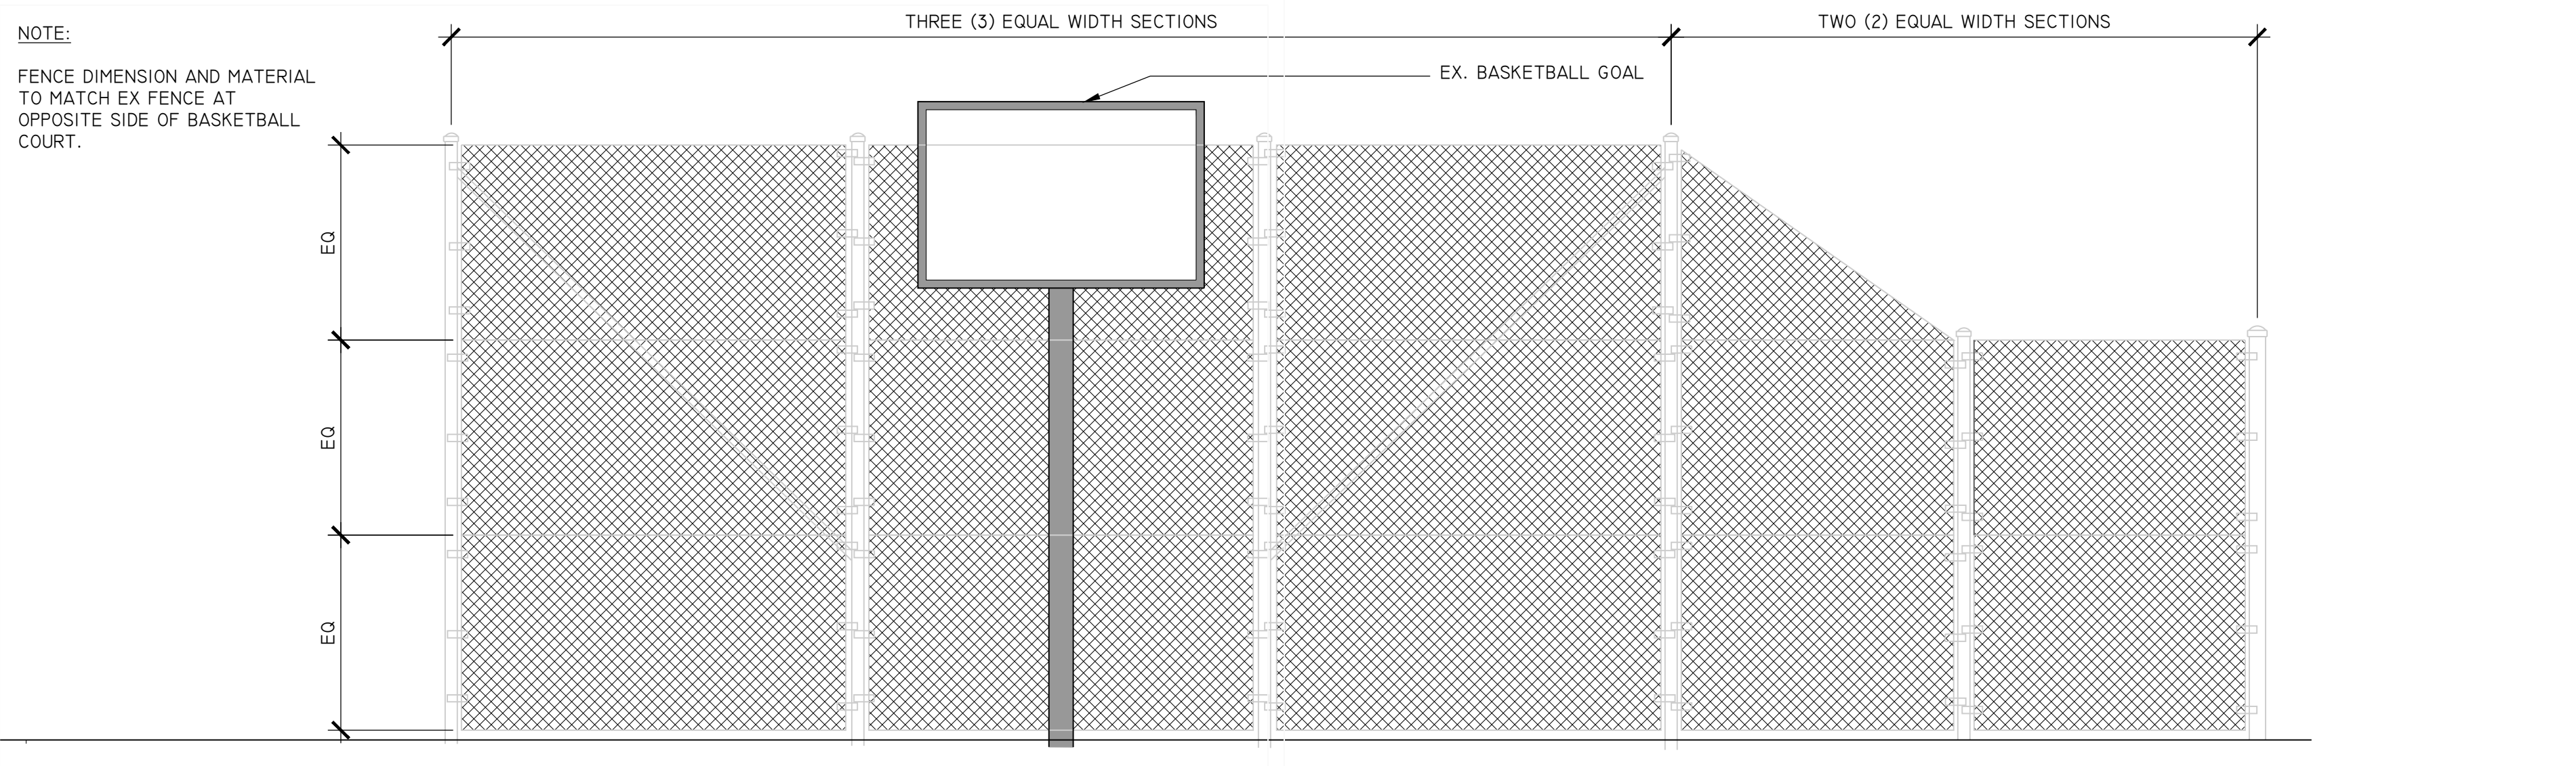 THREE (3) EQUAL WIDTH SECTIONS
TWO (2) EQUAL WIDTH SECTIONS
NOTE:
FENCE DIMENSION AND MATERIAL
TO MATCH EX FENCE AT
OPPOSITE SIDE OF BASKETBALL
COURT.
EX. BASKETBALL GOAL
EQ
EQ
EQ